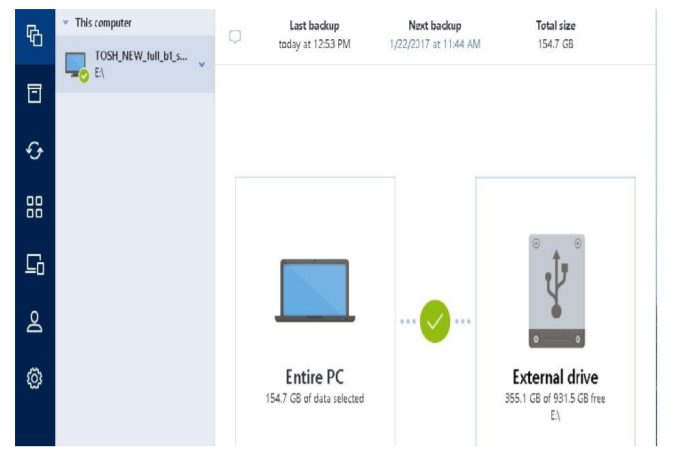 This computer
TOSH_NEW_full_b1_s...
E:\
Last backup
today at 12:53 PM
Next backup
1/22/2017 at 11:44 AM
Total size
154.7 GB
Entire PC
154.7 GB of data selected
External drive
355.1 GB of 931.5 GB free
E:\